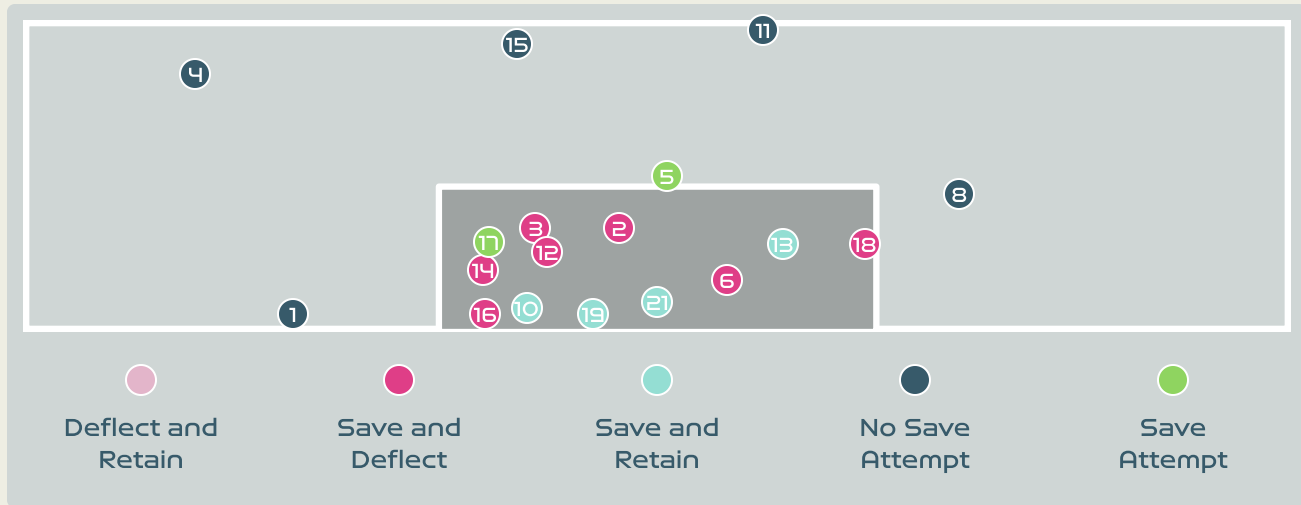 11
15
4
5
8
3
2
17
12
13
18
14
6
21
10
1
16
19
Deflect and
Retain
Save and
Deflect
Save and
Retain
No Save
Attempt
Save
Attempt